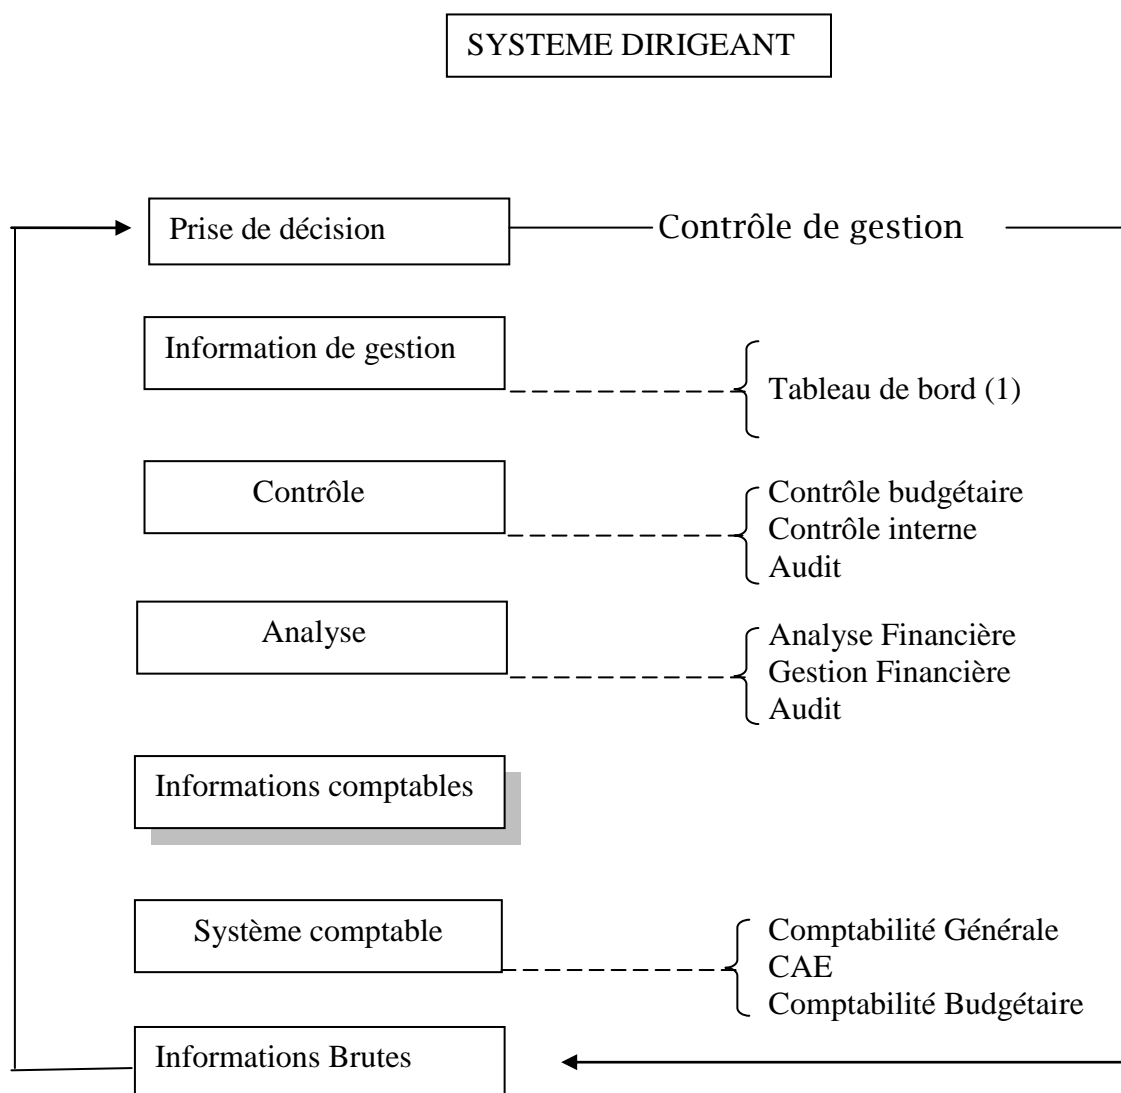 SYSTEME DIRIGEANT
Prise de décision
Contrôle de gestion
Information de gestion
Tableau de bord (1)
Contrôle
Contrôle budgétaire
Contrôle interne
Audit
Analyse
Analyse Financière
Gestion Financière
Audit
Informations comptables
Système comptable
Comptabilité Générale
CAE
Comptabilité Budgétaire
Informations Brutes